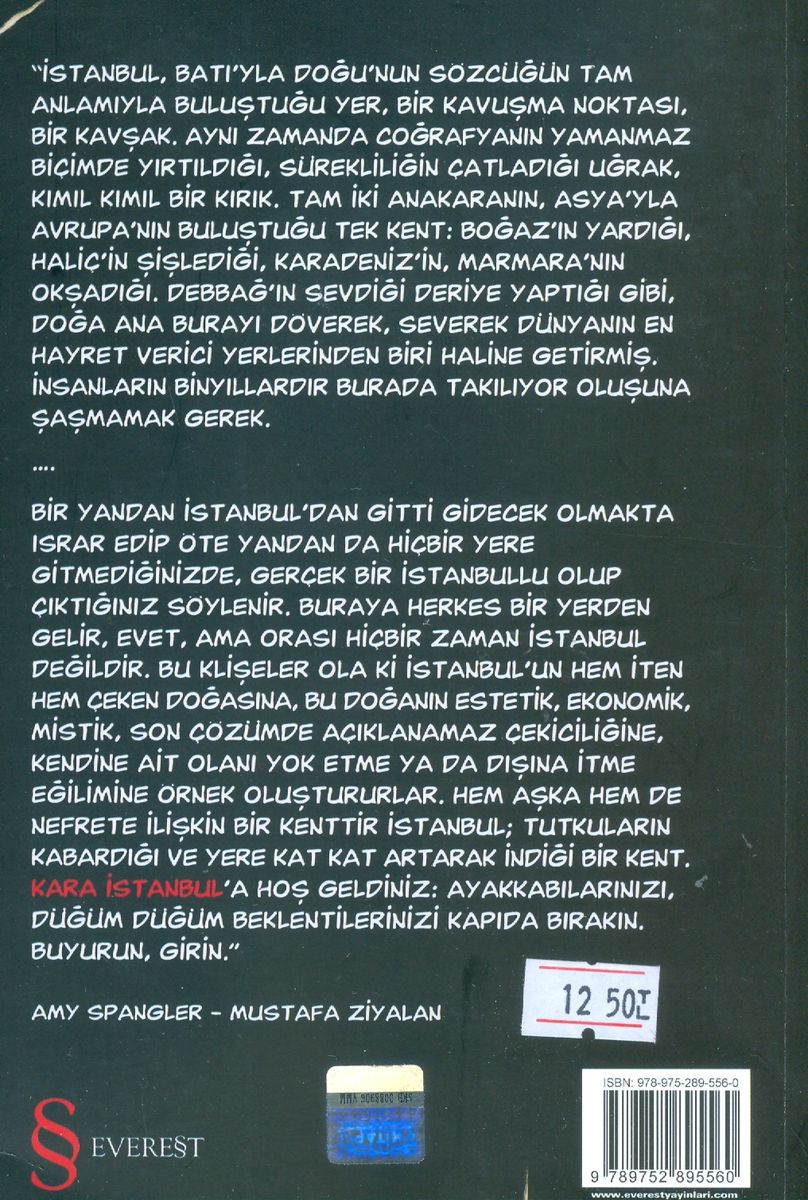 "İSTANBUL, BATI'YLA DOĞU'NUN SÖZCÜĞÜN TAM
ANLAMIYLA BULUŞTUĞU YER, BİR KAVUŞMA NOKTASI,
BİR KAVŞAK. AYNI ZAMANDA COĞRAFYANIN YAMANMAZ
BİÇİMDE YIRTILDIĞI, SÜREKLİLİĞİN ÇATLADIĞI UĞRAK,
KIMIL KIMIL BİR KIRIK. TAM İKİ ANAKARANIN, ASYA'YLA
AVRUPA'NIN BULUŞTUĞU TEK KENT: BOĞAZ'IN YARDIĞI,
HALİÇ'İN ŞİŞLEDİĞİ, KARADENİZ'İN, MARMARA'NIN
OKŞADIĞI. DEBBAĞ'IN SEVDİĞİ DERİYE YAPTIĞI GİBİ,
DOĞA ANA BURAYI DÖVEREK, SEVEREK DÜNYANIN EN
HAYRET VERİCİ YERLERİNDEN BİRİ HALİNE GETİRMİŞ.
İNSANLARIN BİNYILLARDIR BURADA TAKILIYOR OLUŞUNA
ŞAŞMAMAK GEREK.
....
BİR YANDAN İSTANBUL'DAN GİTTİ GİDECEK OLMAKTA
ISRAR EDİP ÖTE YANDAN DA HİÇBİR YERE
GİTMEDİĞİNİZDE, GERÇEK BİR İSTANBULLU OLUP
ÇIKTIĞINIZ SÖYLENİR. BURAYA HERKES BİR YERDEN
GELİR, EVET, AMA ORASI HİÇBİR ZAMAN İSTANBUL
DEĞİLDİR. BU KLİŞELER OLA Kİ İSTANBUL'UN HEM İTEN
HEM ÇEKEN DOĞASINA, BU DOĞANIN ESTETİK, EKONOMİK,
MİSTİK, SON ÇÖZÜMDE AÇIKLANAMAZ ÇEKİCİLİĞİNE,
KENDİNE AİT OLANI YOK ETME YA DA DIŞINA İTME
EĞİLİMİNE ÖRNEK OLUŞTURURLAR. HEM AŞKA HEM DE
NEFRETE İLİŞKİN BİR KENTTİR İSTANBUL; TUTKULARIN
KABARDIĞI VE YERE KAT KAT ARTARAK İNDİĞİ BİR KENT.
KARA İSTANBUL'A HOŞ GELDİNİZ: AYAKKABILARINIZI,
DÜĞÜM DÜĞÜM BEKLENTİLERİNİZİ KAPIDA BIRAKIN.
BUYURUN, GİRİN."
AMY SPANGLER – MUSTAFA ZİYALAN
12 50TL
EVEREST
ISBN: 978-975-289-556-0
9 789752 895560
www.everestyayinlari.com